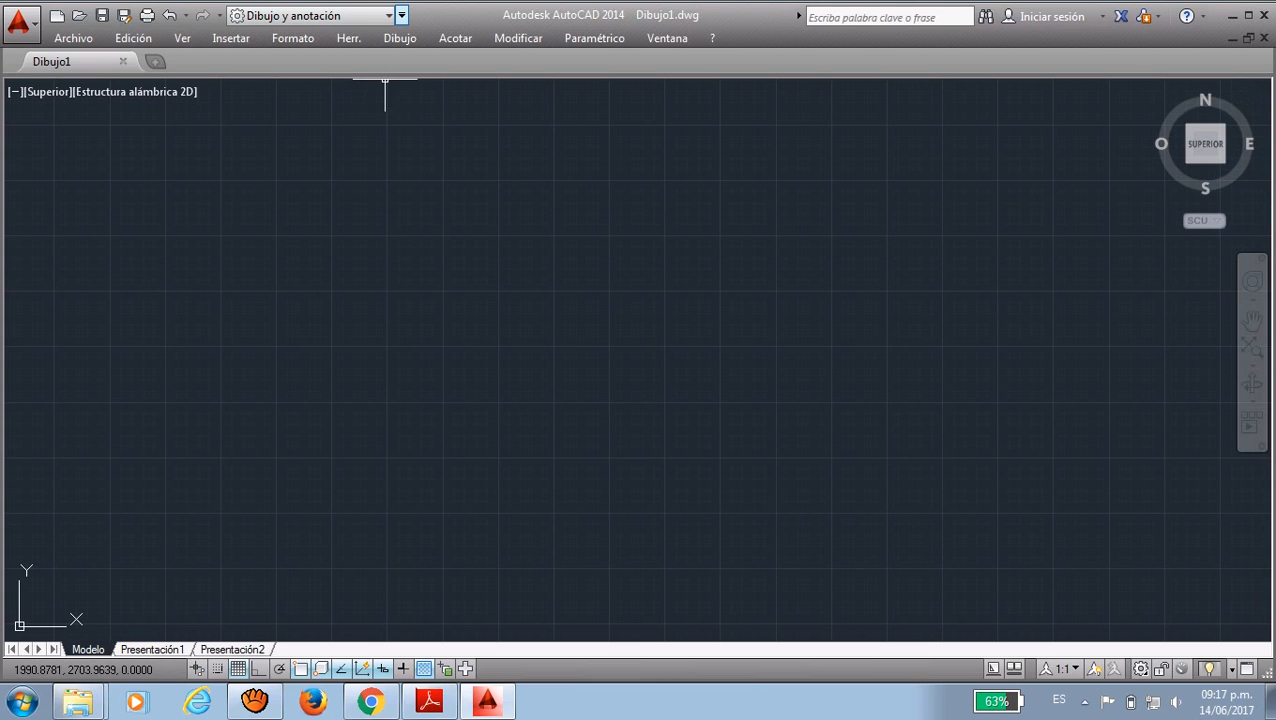 Dibujo y anotación
Autodesk AutoCAD 2014 Dibujo1.dwg
Escriba palabra clave o frase
Iniciar sesión
Archivo Edición Ver Insertar Formato Herr. Dibujo Acotar Modificar Paramétrico Ventana ?
Dibujo1
[−][Superior][Estructura alámbrica 2D]
N
O SUPERIOR E
S
SCU
Y
X
Modelo Presentación1 Presentación2
1990.8781, 2703.9639, 0.0000
1:1
63%
ES
09:17 p.m.
14/06/2017